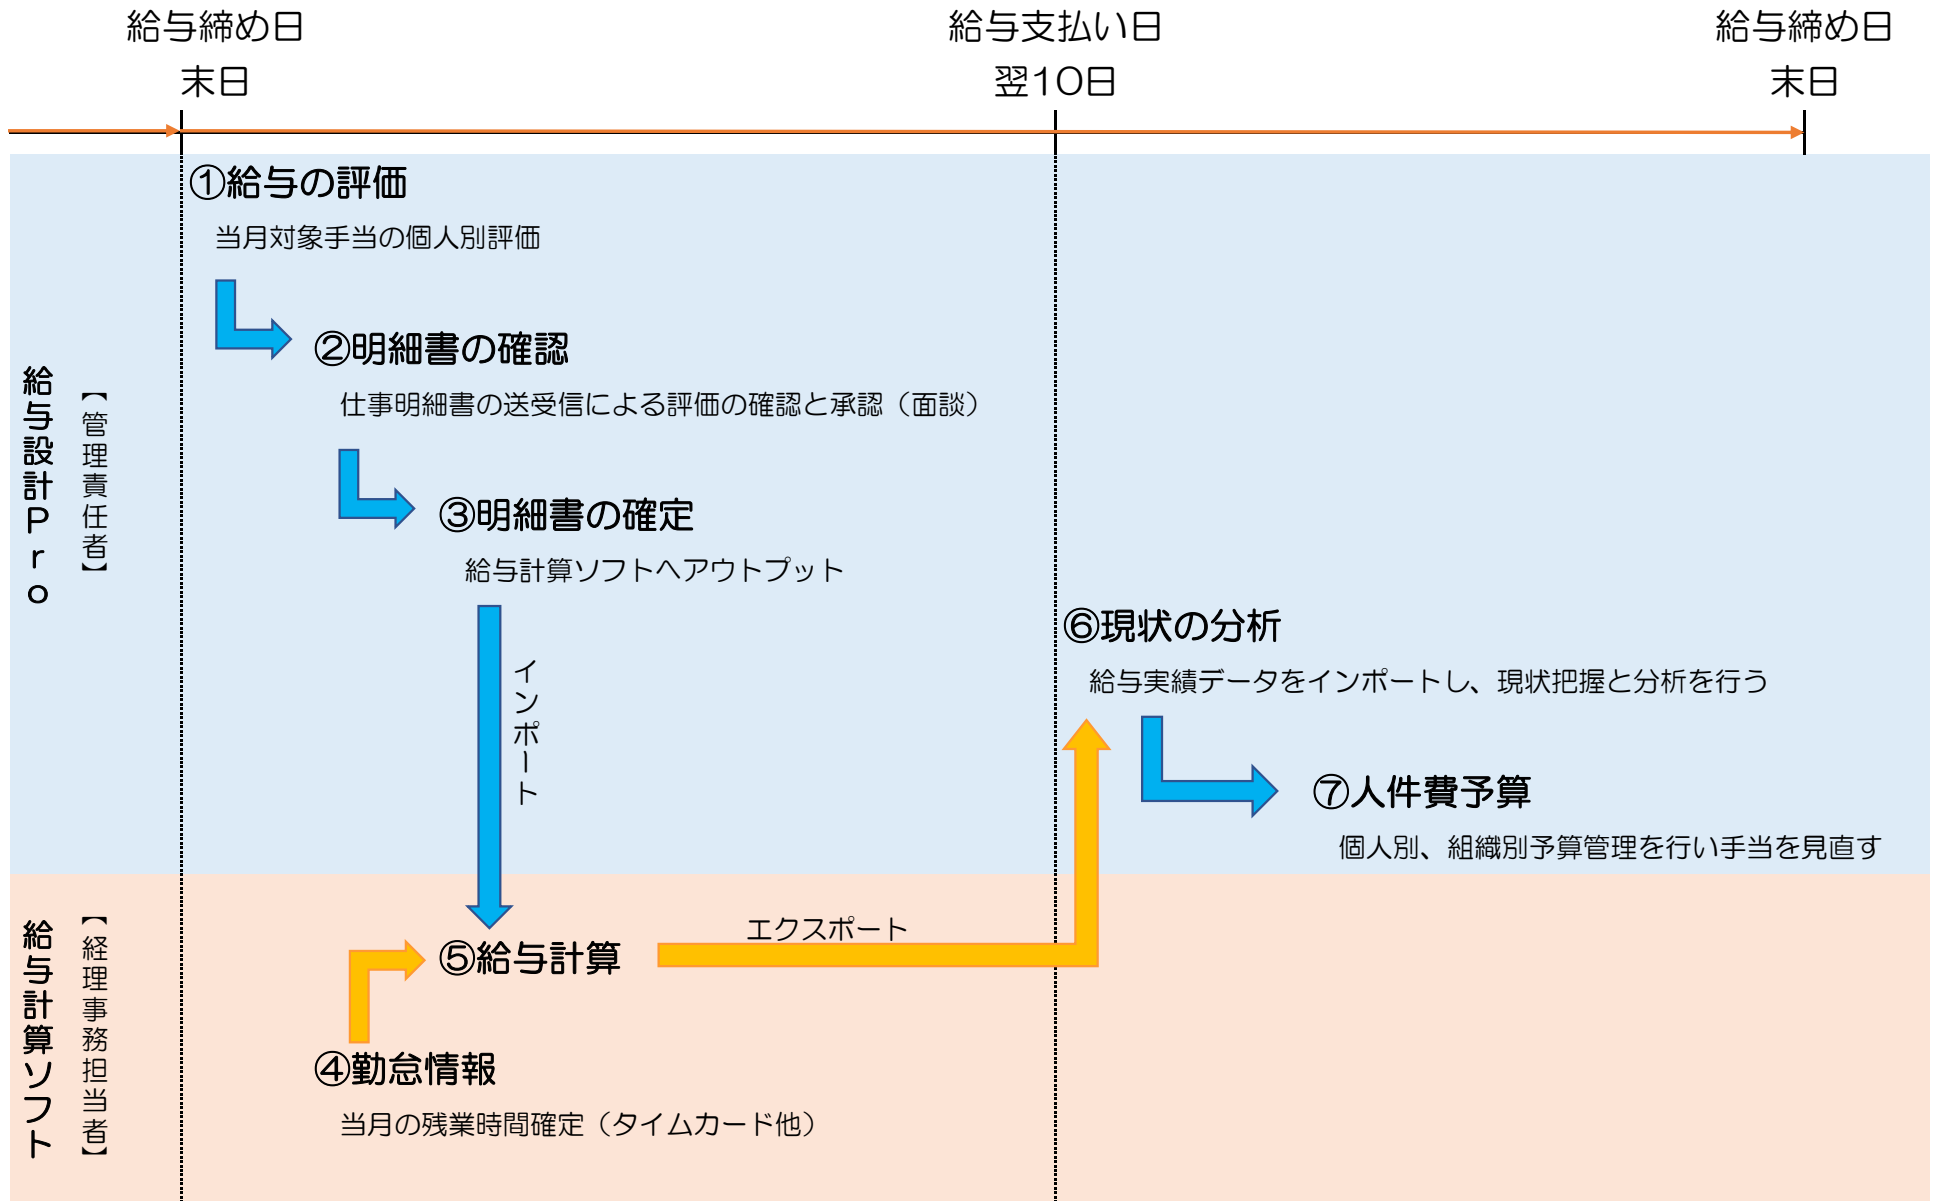 給与締め日
末日
給与支払い日
翌10日
給与締め日
末日
給与設計Pro
【管理責任者】
①給与の評価
当月対象手当の個人別評価
②明細書の確認
仕事明細書の送受信による評価の確認と承認（面談）
③明細書の確定
給与計算ソフトへアウトプット
インポート
⑥現状の分析
給与実績データをインポートし、現状把握と分析を行う
⑦人件費予算
個人別、組織別予算管理を行い手当を見直す
給与計算ソフト
【経理事務担当者】
エクスポート
⑤給与計算
④勤怠情報
当月の残業時間確定（タイムカード他）